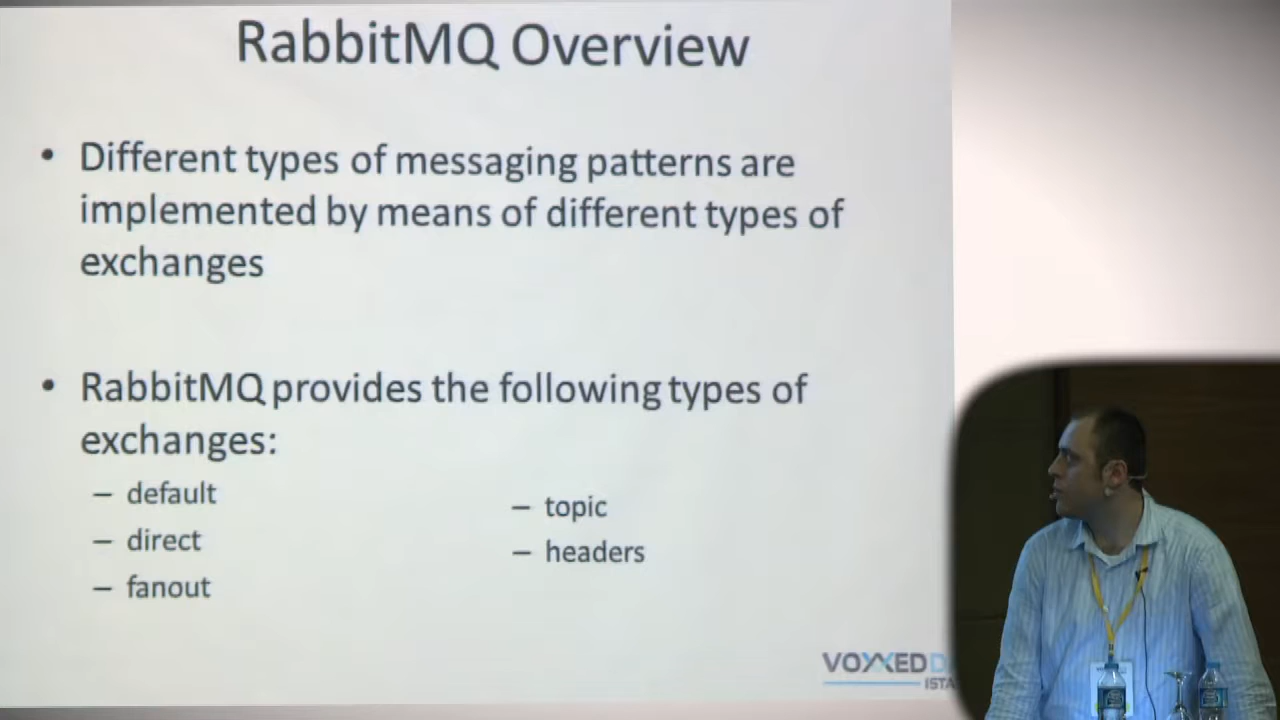 RabbitMQ Overview
• Different types of messaging patterns are
implemented by means of different types of
exchanges
• RabbitMQ provides the following types of
exchanges:
– default
– direct
– fanout
– topic
– headers
VOXXED D
ISTA